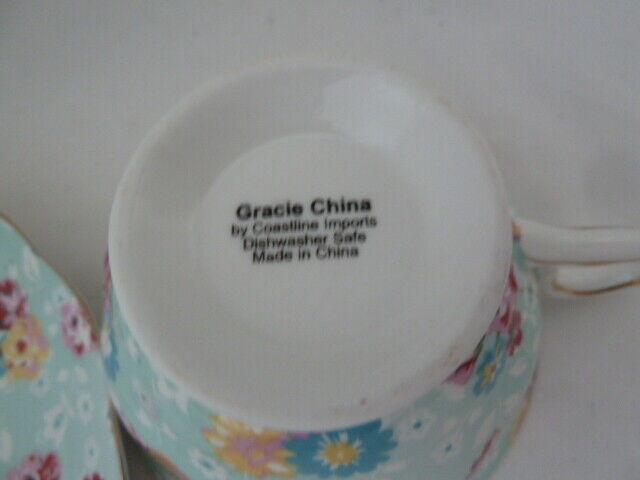 Gracie China
by Coastline Imports
Dishwasher Safe
Made in China